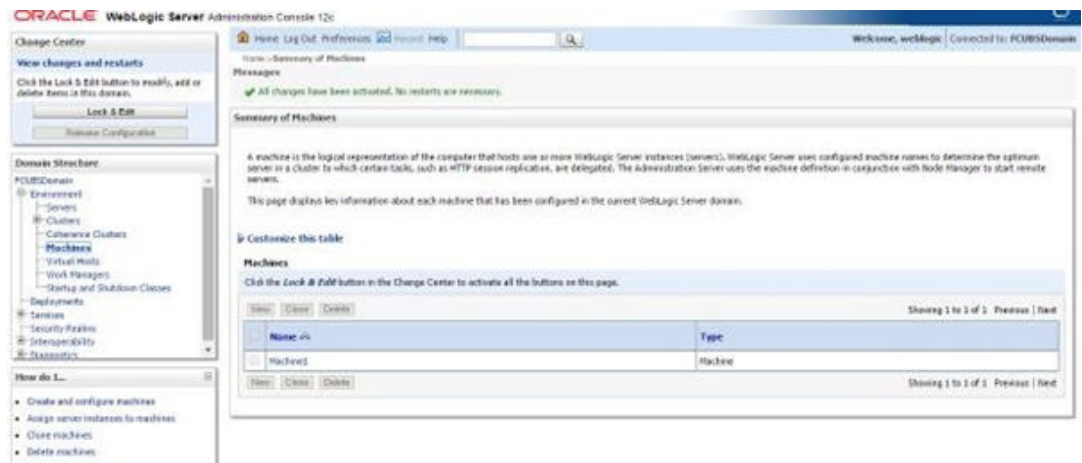 ORACLE WebLogic Server Administration Console 12c
Change Center
View changes and restarts
Click the Lock & Edit button to modify, add or
delete items in this domain.
Lock & Edit
Release Configuration
Domain Structure
FCUBSDomain
Environment
Servers
Clusters
Coherence Clusters
Machines
Virtual Hosts
Work Managers
Startup and Shutdown Classes
Deployments
Services
Security Realms
Interoperability
Diagnostics
How do I...
Create and configure machines
Assign server instances to machines
Clone machines
Delete machines
Home Log Out Preferences Record Help
Welcome, weblogic Connected to: FCUBSDomain
Home >Summary of Machines
Messages
All changes have been activated. No restarts are necessary.
Summary of Machines
A machine is the logical representation of the computer that hosts one or more WebLogic Server instances (servers). WebLogic Server uses configured machine names to determine the optimum
server in a cluster to which certain tasks, such as HTTP session replication, are delegated. The Administration Server uses the machine definition in conjunction with Node Manager to start remote
servers.
This page displays key information about each machine that has been configured in the current WebLogic Server domain.
Customize this table
Machines
Click the Lock & Edit button in the Change Center to activate all the buttons on this page.
New Clone Delete Showing 1 to 1 of 1 Previous | Next
Name Type
Machine1 Machine
New Clone Delete Showing 1 to 1 of 1 Previous | Next